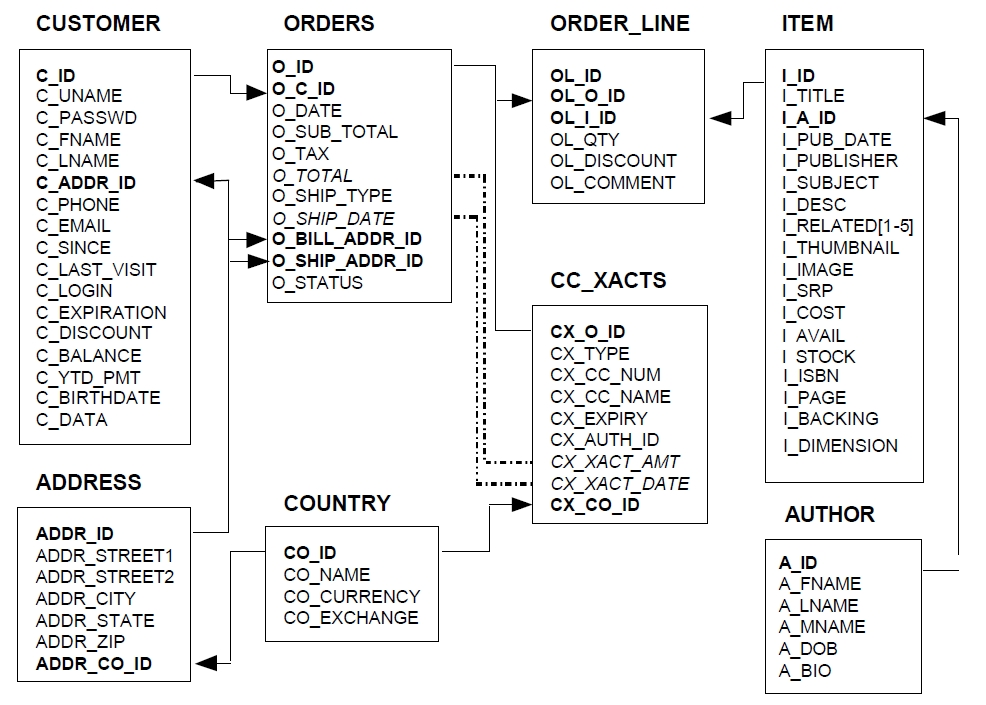 CUSTOMER
C_ID
C_UNAME
C_PASSWD
C_FNAME
C_LNAME
C_ADDR_ID
C_PHONE
C_EMAIL
C_SINCE
C_LAST_VISIT
C_LOGIN
C_EXPIRATION
C_DISCOUNT
C_BALANCE
C_YTD_PMT
C_BIRTHDATE
C_DATA
ORDERS
O_ID
O_C_ID
O_DATE
O_SUB_TOTAL
O_TAX
O_TOTAL
O_SHIP_TYPE
O_SHIP_DATE
O_BILL_ADDR_ID
O_SHIP_ADDR_ID
O_STATUS
ORDER_LINE
OL_ID
OL_O_ID
OL_I_ID
OL_QTY
OL_DISCOUNT
OL_COMMENT
ITEM
I_ID
I_TITLE
I_A_ID
I_PUB_DATE
I_PUBLISHER
I_SUBJECT
I_DESC
I_RELATED[1-5]
I_THUMBNAIL
I_IMAGE
I_SRP
I_COST
I_AVAIL
I_STOCK
I_ISBN
I_PAGE
I_BACKING
I_DIMENSION
CC_XACTS
CX_O_ID
CX_TYPE
CX_CC_NUM
CX_CC_NAME
CX_EXPIRY
CX_AUTH_ID
CX_XACT_AMT
CX_XACT_DATE
CX_CO_ID
ADDRESS
ADDR_ID
ADDR_STREET1
ADDR_STREET2
ADDR_CITY
ADDR_STATE
ADDR_ZIP
ADDR_CO_ID
COUNTRY
CO_ID
CO_NAME
CO_CURRENCY
CO_EXCHANGE
AUTHOR
A_ID
A_FNAME
A_LNAME
A_MNAME
A_DOB
A_BIO